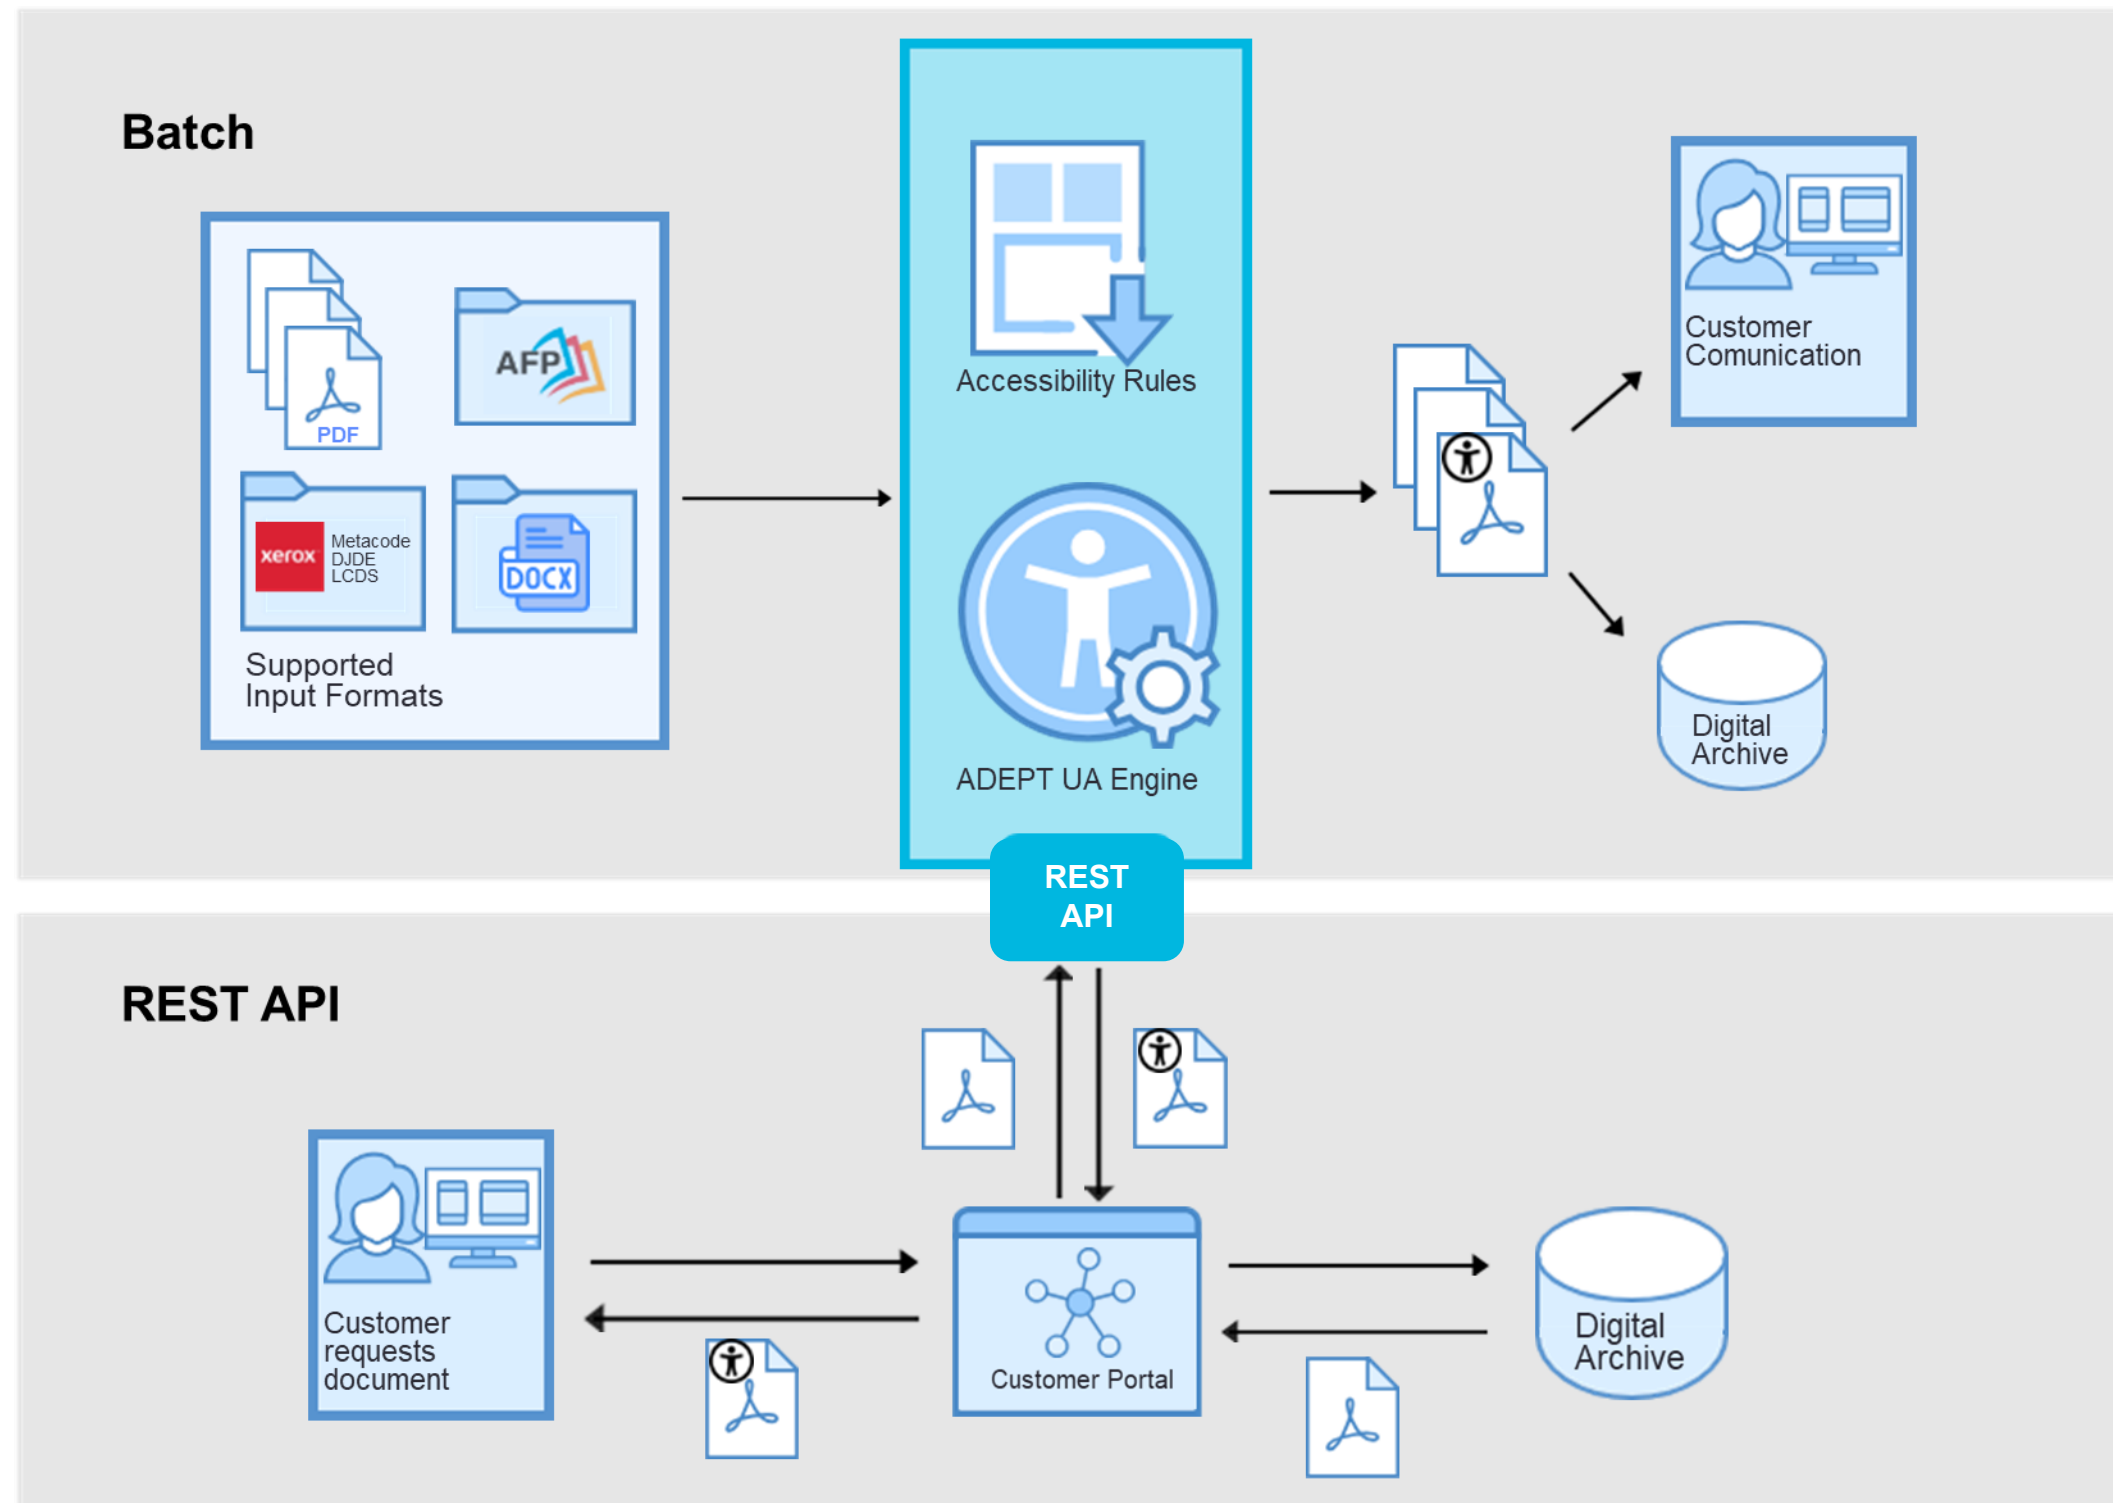 Batch
PDF
AFP
xerox
Metacode
DJDE
LCDS
DOCX
Supported
Input Formats
Accessibility Rules
ADEPT UA Engine
Customer
Comunication
Digital
Archive
REST
API
REST API
Customer
requests
document
Customer Portal
Digital
Archive